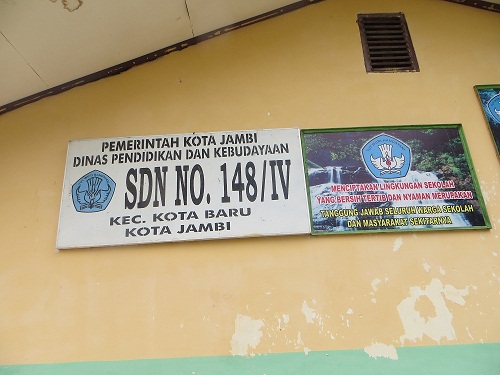 PEMERINTAH KOTA JAMBI
DINAS PENDIDIKAN DAN KEBUDAYAAN
SDN NO. 148/IV
KEC. KOTA BARU
KOTA JAMBI
MENCIPTAKAN LINGKUNGAN SEKOLAH
YANG BERSIH TERTIB DAN NYAMAN MERUPAKAN
TANGGUNG JAWAB SELURUH WARGA SEKOLAH
DAN MASYARAKAT SEKITARNYA